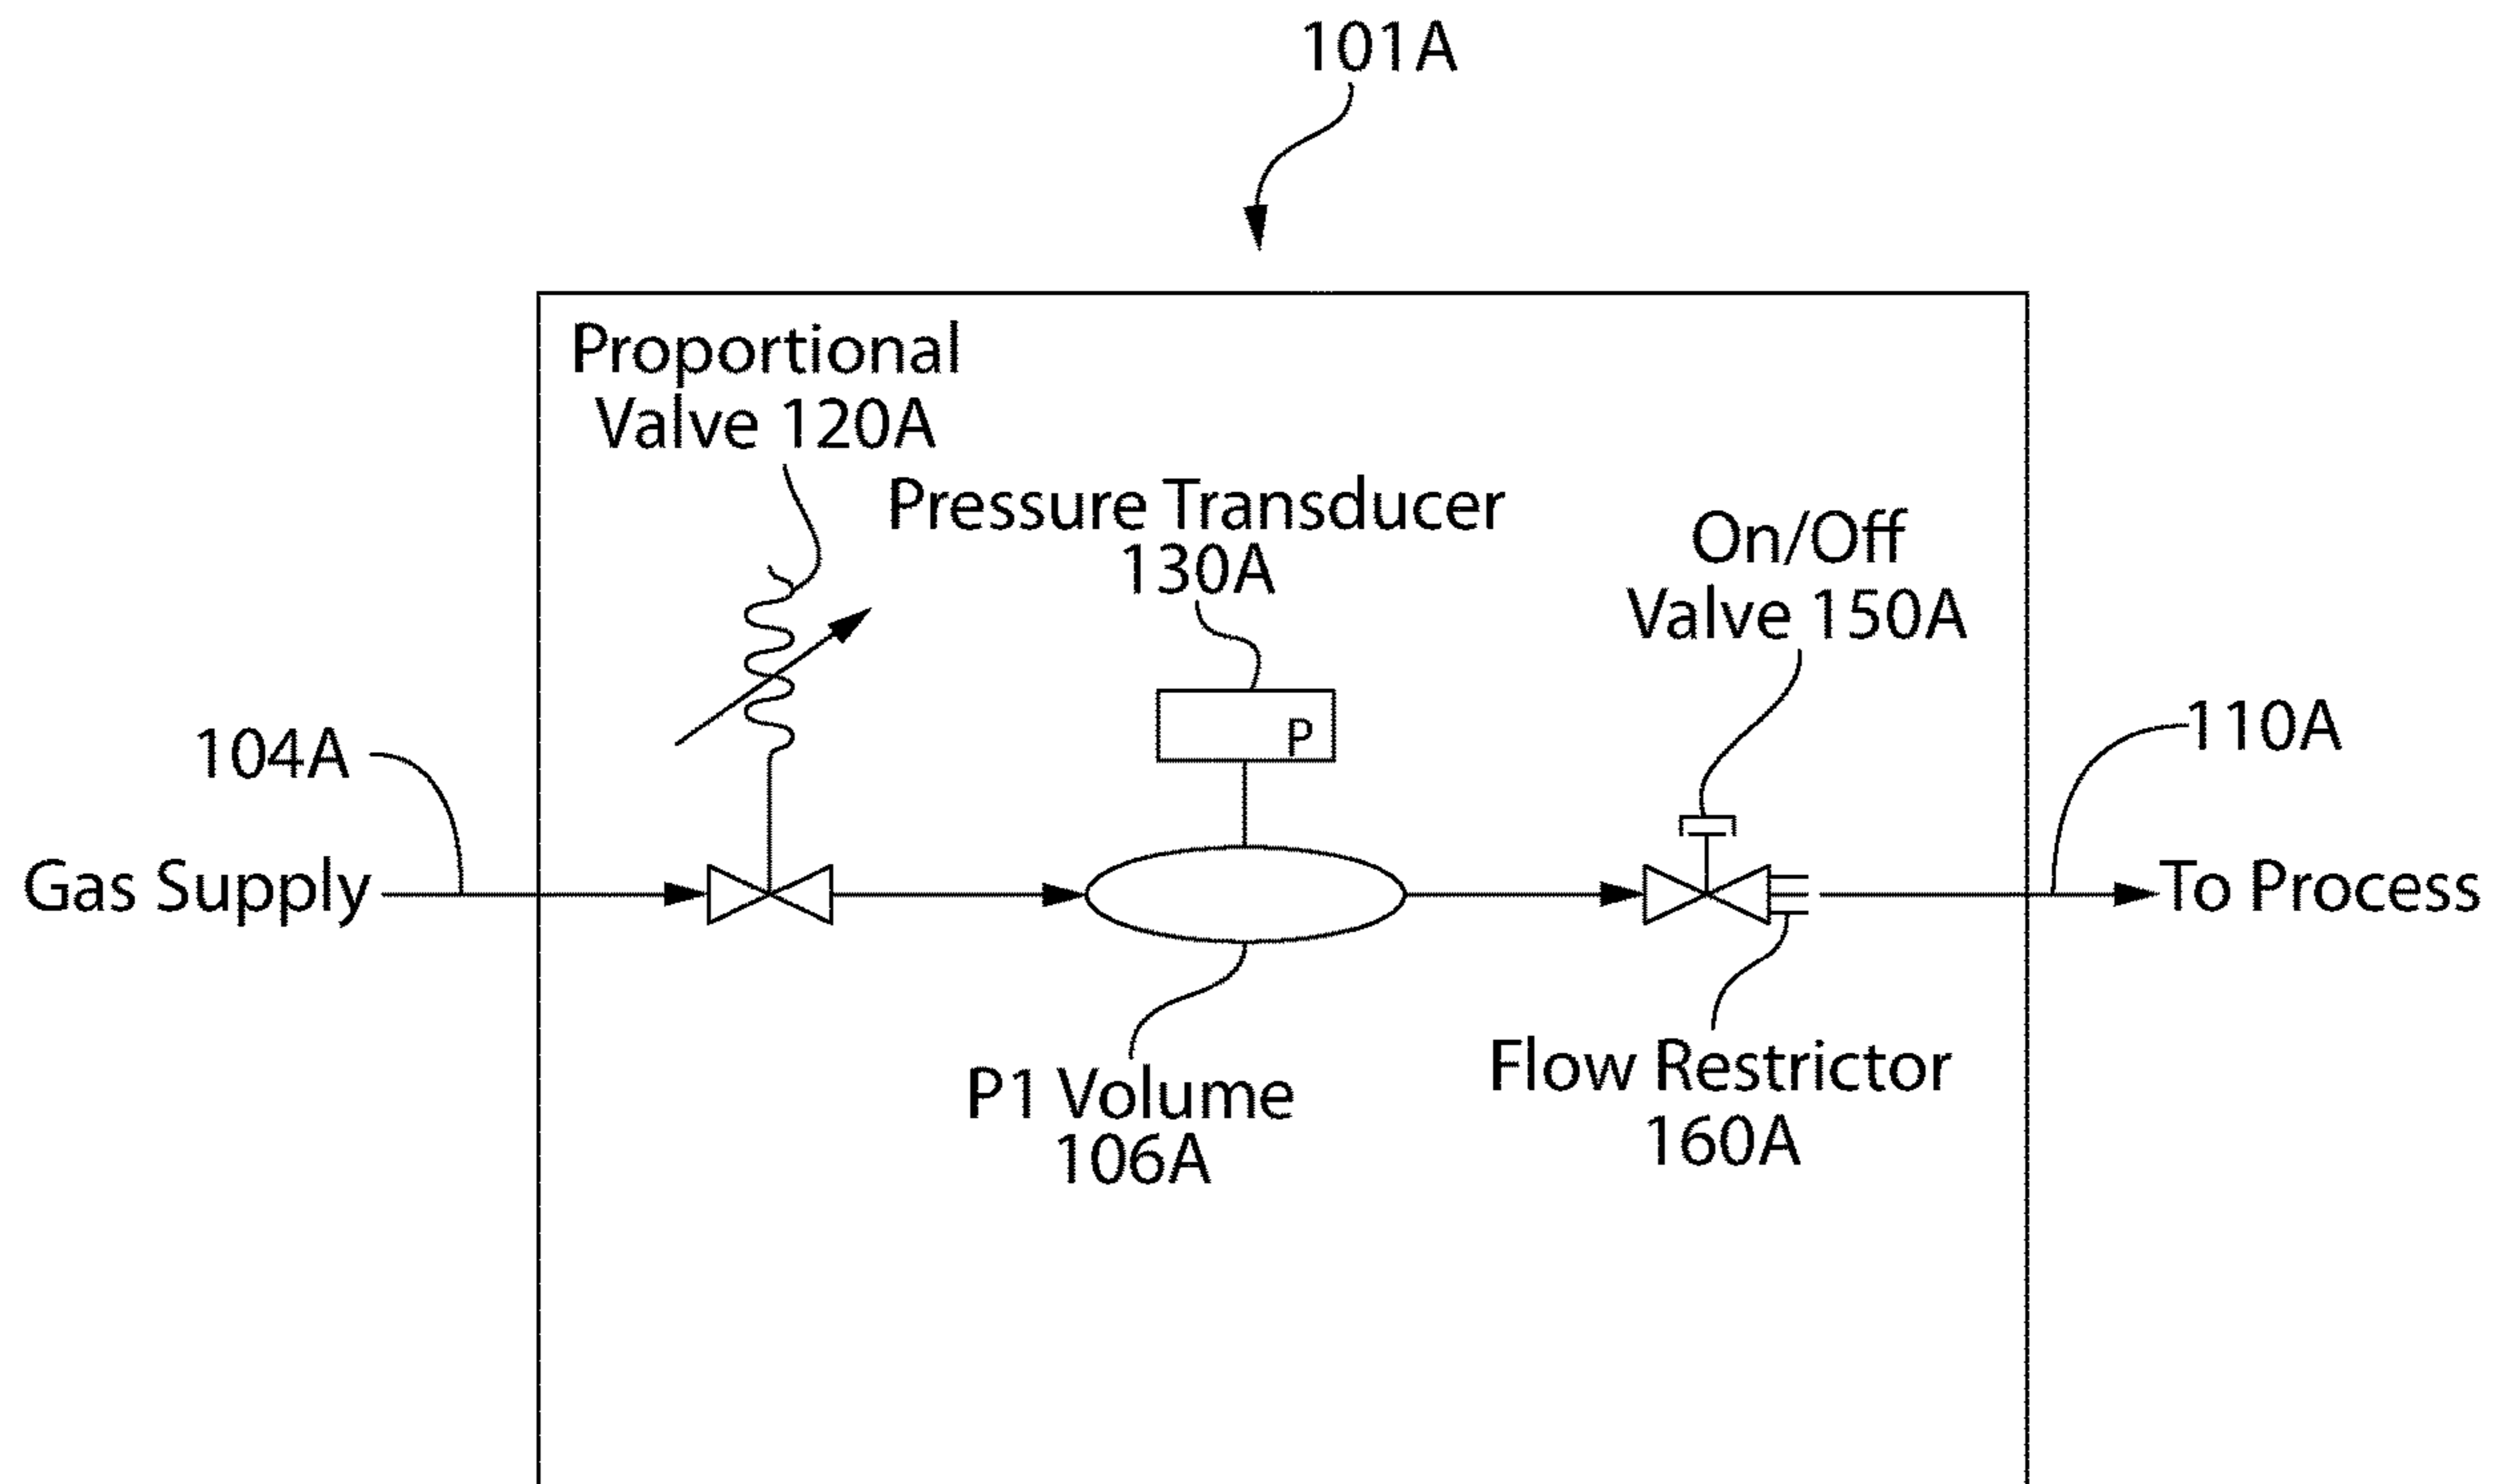 101A
Proportional
Valve 120A
Pressure Transducer
130A
On/Off
Valve 150A
P
104A
110A
Gas Supply
To Process
P1 Volume
106A
Flow Restrictor
160A